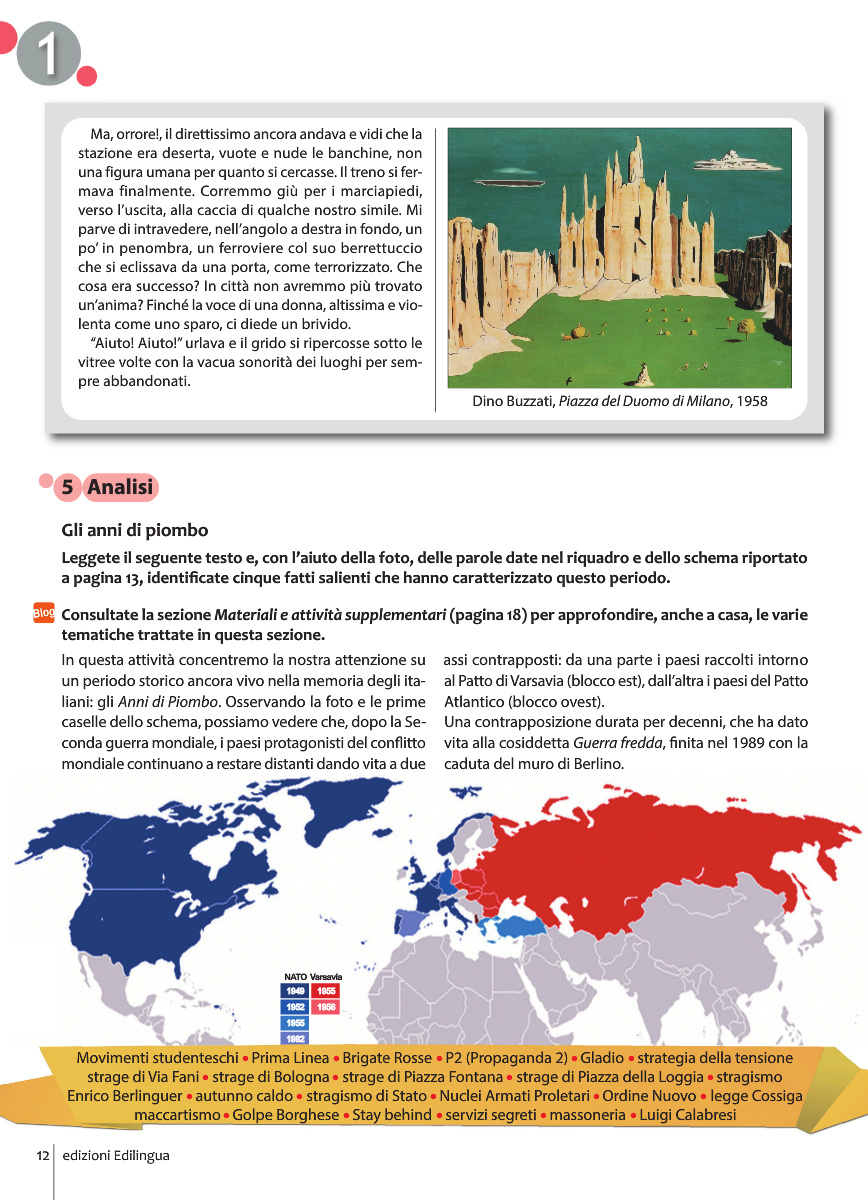 1
Ma, orrore!, il direttissimo ancora andava e vidi che la
stazione era deserta, vuote e nude le banchine, non
una figura umana per quanto si cercasse. Il treno si fer-
mava finalmente. Corremmo giù per i marciapiedi,
verso l'uscita, alla caccia di qualche nostro simile. Mi
parve di intravedere, nell'angolo a destra in fondo, un
po' in penombra, un ferroviere col suo berrettuccio
che si eclissava da una porta, come terrorizzato. Che
cosa era successo? In città non avremmo più trovato
un'anima? Finché la voce di una donna, altissima e vio-
lenta come uno sparo, ci diede un brivido.
"Aiuto! Aiuto!" urlava e il grido si ripercosse sotto le
vitree volte con la vacua sonorità dei luoghi per sem-
pre abbandonati.
Dino Buzzati, Piazza del Duomo di Milano, 1958
5 Analisi
Gli anni di piombo
Leggete il seguente testo e, con l'aiuto della foto, delle parole date nel riquadro e dello schema riportato
a pagina 13, identificate cinque fatti salienti che hanno caratterizzato questo periodo.
Blog
Consultate la sezione Materiali e attività supplementari (pagina 18) per approfondire, anche a casa, le varie
tematiche trattate in questa sezione.
In questa attività concentremo la nostra attenzione su
un periodo storico ancora vivo nella memoria degli ita-
liani: gli Anni di Piombo. Osservando la foto e le prime
caselle dello schema, possiamo vedere che, dopo la Se-
conda guerra mondiale, i paesi protagonisti del conflitto
mondiale continuano a restare distanti dando vita a due
assi contrapposti: da una parte i paesi raccolti intorno
al Patto di Varsavia (blocco est), dall'altra i paesi del Patto
Atlantico (blocco ovest).
Una contrapposizione durata per decenni, che ha dato
vita alla cosiddetta Guerra fredda, finita nel 1989 con la
caduta del muro di Berlino.
NATO Varsavia
1949 1955
1952 1956
1955
1982
Movimenti studenteschi • Prima Linea • Brigate Rosse • P2 (Propaganda 2) • Gladio • strategia della tensione
strage di Via Fani • strage di Bologna • strage di Piazza Fontana • strage di Piazza della Loggia • stragismo
Enrico Berlinguer • autunno caldo • stragismo di Stato • Nuclei Armati Proletari • Ordine Nuovo • legge Cossiga
maccartismo • Golpe Borghese • Stay behind • servizi segreti • massoneria • Luigi Calabresi
12 edizioni Edilingua